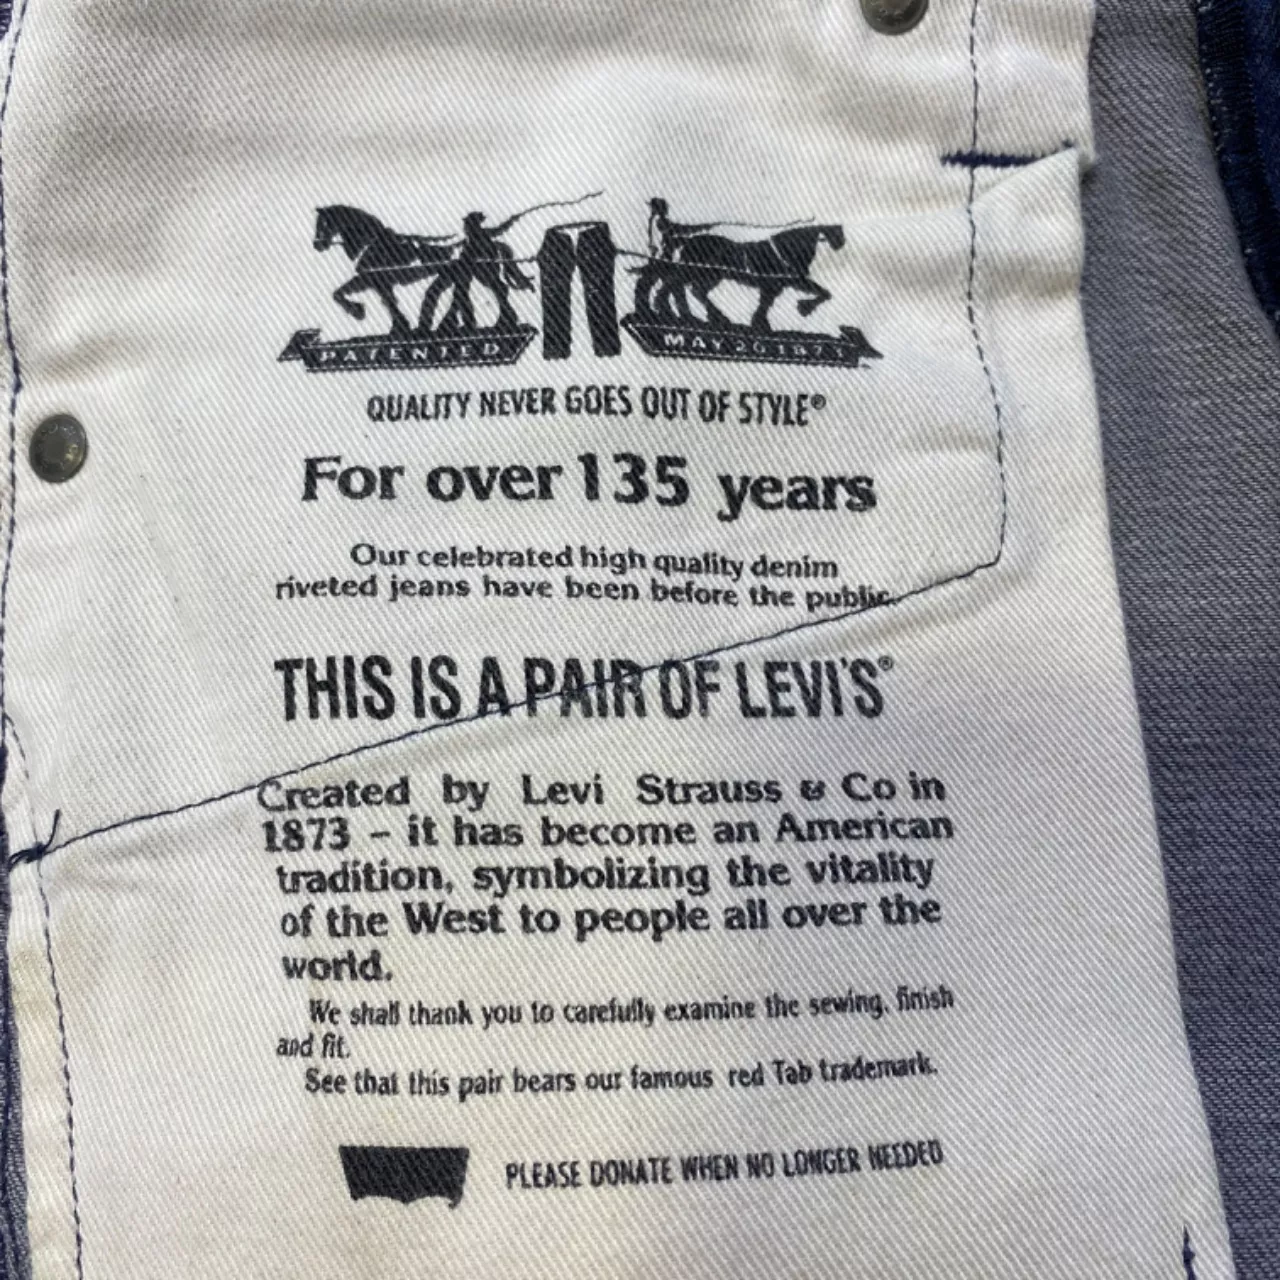 PATENTED MAY 20 1873
QUALITY NEVER GOES OUT OF STYLE®
For over 135 years
Our celebrated high quality denim
riveted jeans have been before the public.
THIS IS A PAIR OF LEVI'S®
Created by Levi Strauss & Co in
1873 – it has become an American
tradition, symbolizing the vitality
of the West to people all over the
world.
We shall thank you to carefully examine the sewing, finish
and fit.
See that this pair bears our famous red Tab trademark.
PLEASE DONATE WHEN NO LONGER NEEDED